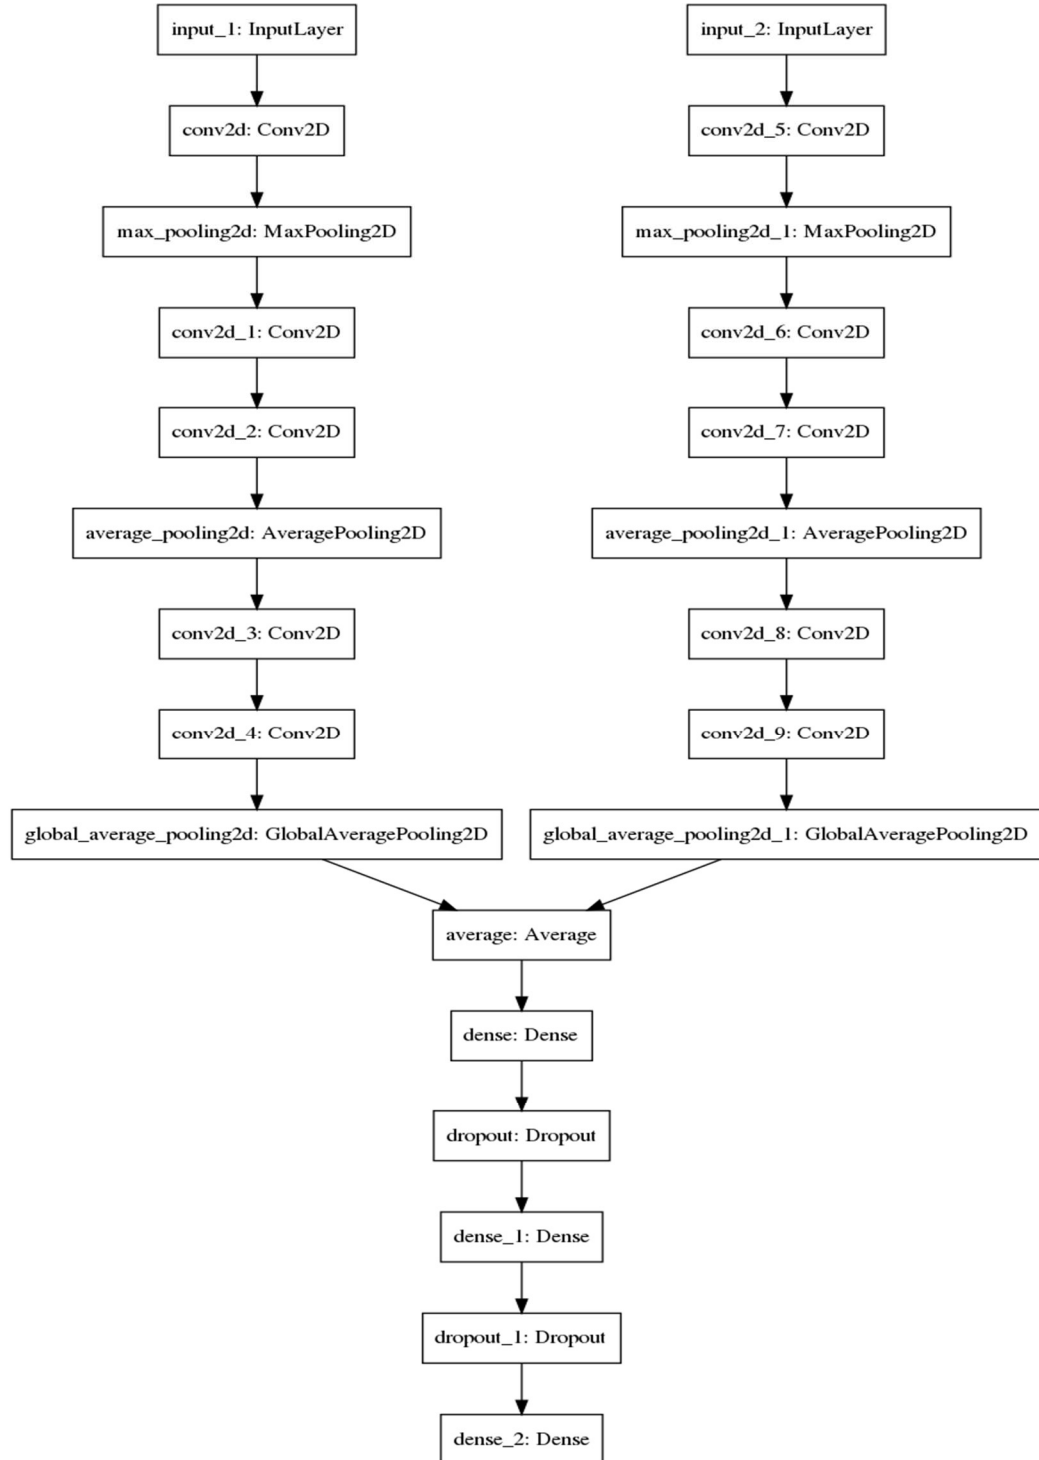 input_1: InputLayer
input_2: InputLayer
conv2d: Conv2D
conv2d_5: Conv2D
max_pooling2d: MaxPooling2D
max_pooling2d_1: MaxPooling2D
conv2d_1: Conv2D
conv2d_6: Conv2D
conv2d_2: Conv2D
conv2d_7: Conv2D
average_pooling2d: AveragePooling2D
average_pooling2d_1: AveragePooling2D
conv2d_3: Conv2D
conv2d_8: Conv2D
conv2d_4: Conv2D
conv2d_9: Conv2D
global_average_pooling2d: GlobalAveragePooling2D
global_average_pooling2d_1: GlobalAveragePooling2D
average: Average
dense: Dense
dropout: Dropout
dense_1: Dense
dropout_1: Dropout
dense_2: Dense